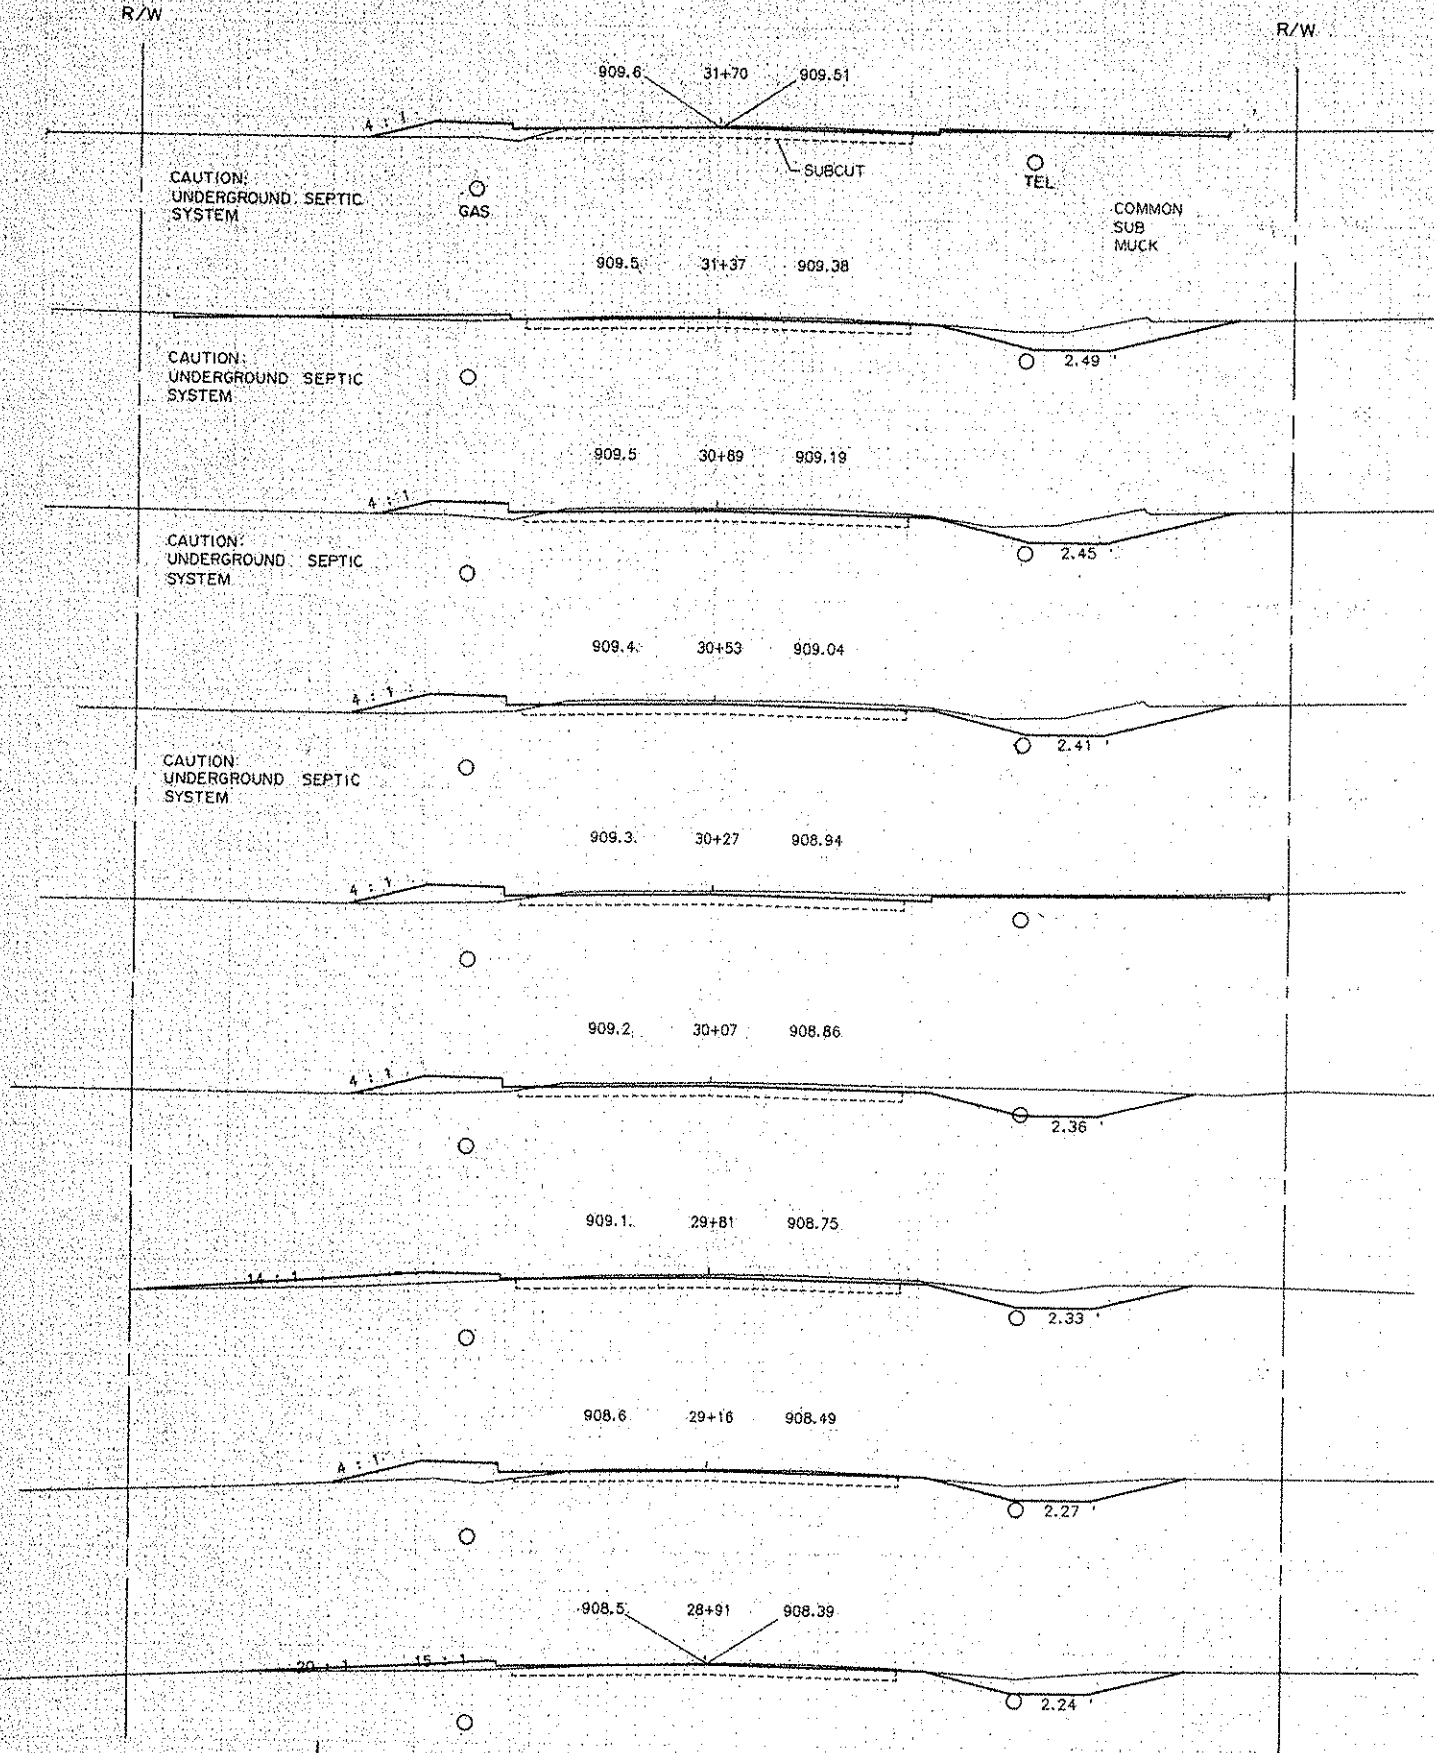 R/W
R/W
909.6 31+70 909.51
4 : 1
SUBCUT
CAUTION:
UNDERGROUND SEPTIC
SYSTEM
GAS
TEL
COMMON
SUB
MUCK
909.5 31+37 909.38
CAUTION:
UNDERGROUND SEPTIC
SYSTEM
2.49 '
909.5 30+89 909.19
4 : 1
CAUTION:
UNDERGROUND SEPTIC
SYSTEM
2.45 '
909.4 30+53 909.04
4 : 1
CAUTION:
UNDERGROUND SEPTIC
SYSTEM
2.41 '
909.3 30+27 908.94
4 : 1
909.2 30+07 908.86
4 : 1
2.36 '
909.1 29+81 908.75
14 : 1
2.33 '
908.6 29+16 908.49
4 : 1
2.27 '
908.5 28+91 908.39
20 : 1 15 : 1
2.24 '